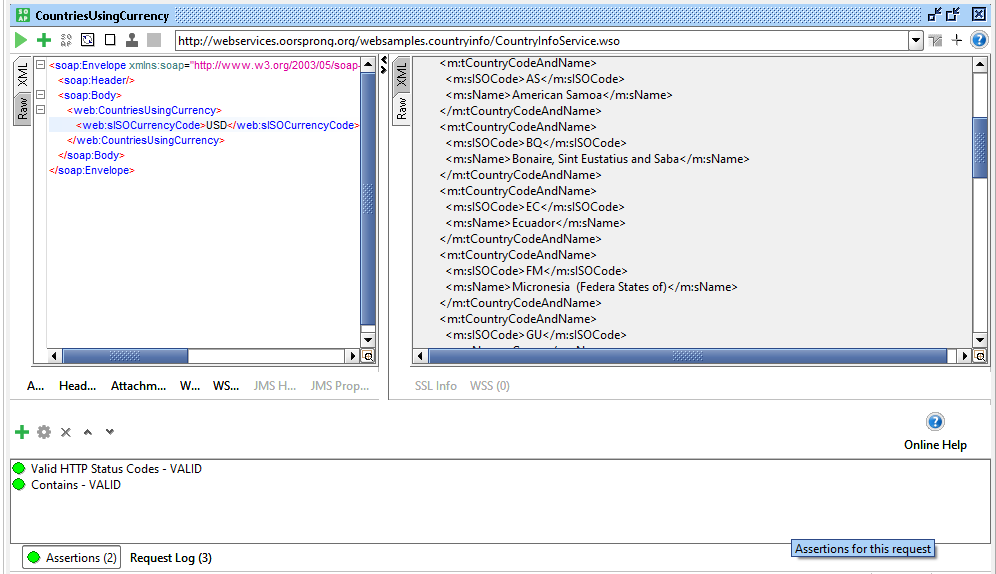 CountriesUsingCurrency
http://webservices.oorsprong.org/websamples.countryinfo/CountryInfoService.wso
XML
Raw
<soap:Envelope xmlns:soap="http://www.w3.org/2003/05/soap-
<soap:Header/>
<soap:Body>
<web:CountriesUsingCurrency>
<web:sISOCurrencyCode>USD</web:sISOCurrencyCode>
</web:CountriesUsingCurrency>
</soap:Body>
</soap:Envelope>
XML
Raw
<m:tCountryCodeAndName>
<m:sISOCode>AS</m:sISOCode>
<m:sName>American Samoa</m:sName>
</m:tCountryCodeAndName>
<m:tCountryCodeAndName>
<m:sISOCode>BQ</m:sISOCode>
<m:sName>Bonaire, Sint Eustatius and Saba</m:sName>
</m:tCountryCodeAndName>
<m:tCountryCodeAndName>
<m:sISOCode>EC</m:sISOCode>
<m:sName>Ecuador</m:sName>
</m:tCountryCodeAndName>
<m:tCountryCodeAndName>
<m:sISOCode>FM</m:sISOCode>
<m:sName>Micronesia  (Federa States of)</m:sName>
</m:tCountryCodeAndName>
<m:tCountryCodeAndName>
<m:sISOCode>GU</m:sISOCode>
A... Head... Attachm... W... WS... JMS H... JMS Prop...
SSL Info WSS (0)
Online Help
Valid HTTP Status Codes - VALID
Contains - VALID
Assertions for this request
Assertions (2) Request Log (3)